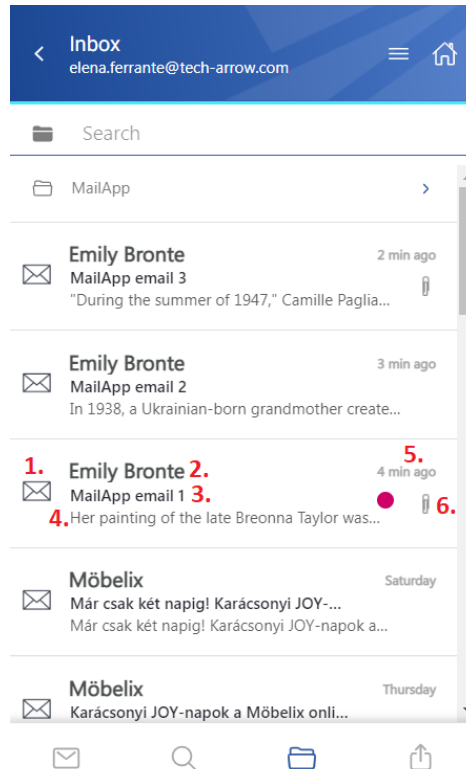 Inbox
elena.ferrante@tech-arrow.com
Search
MailApp
Emily Bronte 2 min ago
MailApp email 3
"During the summer of 1947," Camille Paglia...
Emily Bronte 3 min ago
MailApp email 2
In 1938, a Ukrainian-born grandmother create...
1. 5.
Emily Bronte 2. 4 min ago
MailApp email 1 3. 6.
4. Her painting of the late Breonna Taylor was...
Möbelix Saturday
Már csak két napig! Karácsonyi JOY-...
Már csak két napig! Karácsonyi JOY-napok a...
Möbelix Thursday
Karácsonyi JOY-napok a Möbelix onli...